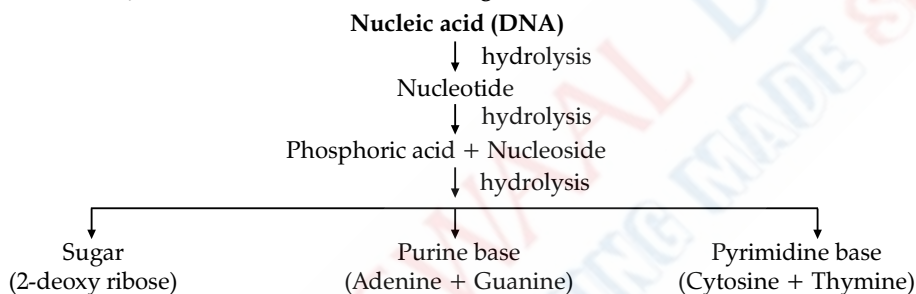 Nucleic acid (DNA)
hydrolysis
Nucleotide
hydrolysis
Phosphoric acid + Nucleoside
hydrolysis
Sugar Purine base Pyrimidine base
(2-deoxy ribose) (Adenine + Guanine) (Cytosine + Thymine)